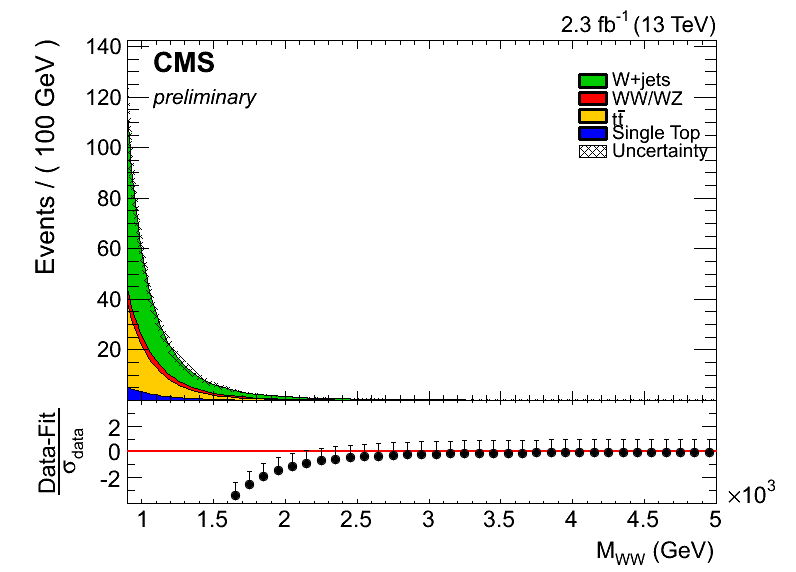 2.3 fb⁻¹ (13 TeV)
CMS
preliminary
W+jets
WW/WZ
tt̄
Single Top
Uncertainty
Events / ( 100 GeV )
140
120
100
80
60
40
20
Data-Fit
σ_data
2
0
-2
1 1.5 2 2.5 3 3.5 4 4.5 5
×10³
M_WW (GeV)